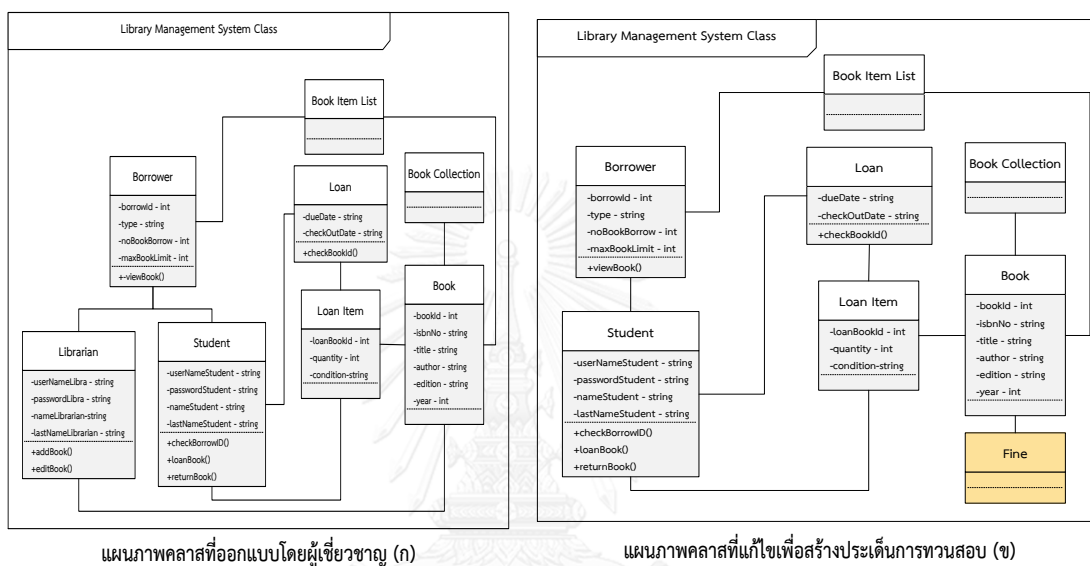 Library Management System Class
Book Item List
Borrower
-borrowId - int
-type - string
-noBookBorrow - int
-maxBookLimit - int
+-viewBook()
Loan
-dueDate - string
-checkOutDate - string
+checkBookId()
Book Collection
Librarian
-userNameLibra - string
-passwordLibra - string
-nameLibrarian-string
-lastNameLibrarian - string
+addBook()
+editBook()
Student
-userNameStudent - string
-passwordStudent - string
-nameStudent - string
-lastNameStudent - string
+checkBorrowID()
+loanBook()
+returnBook()
Loan Item
-loanBookId - int
-quantity - int
-condition-string
Book
-bookId - int
-isbnNo - string
-title - string
-author - string
-edition - string
-year - int
แผนภาพคลาสที่ออกแบบโดยผู้เชี่ยวชาญ (ก)
Library Management System Class
Book Item List
Borrower
-borrowId - int
-type - string
-noBookBorrow - int
-maxBookLimit - int
+viewBook()
Loan
-dueDate - string
-checkOutDate - string
+checkBookId()
Book Collection
Student
-userNameStudent - string
-passwordStudent - string
-nameStudent - string
-lastNameStudent - string
+checkBorrowID()
+loanBook()
+returnBook()
Loan Item
-loanBookId - int
-quantity - int
-condition-string
Book
-bookId - int
-isbnNo - string
-title - string
-author - string
-edition - string
-year - int
Fine
แผนภาพคลาสที่แก้ไขเพื่อสร้างประเด็นการทวนสอบ (ข)